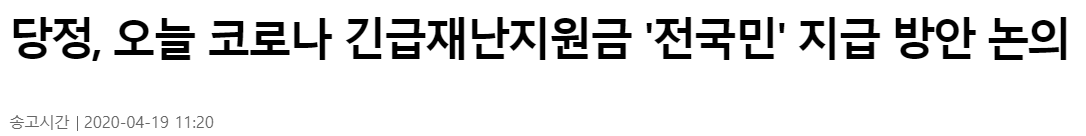 당정, 오늘 코로나 긴급재난지원금 '전국민' 지급 방안 논의
송고시간 | 2020-04-19 11:20